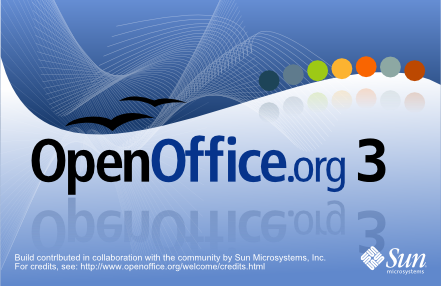 OpenOffice.org 3
Build contributed in collaboration with the community by Sun Microsystems, Inc.
For credits, see: http://www.openoffice.org/welcome/credits.html
Sun
microsystems